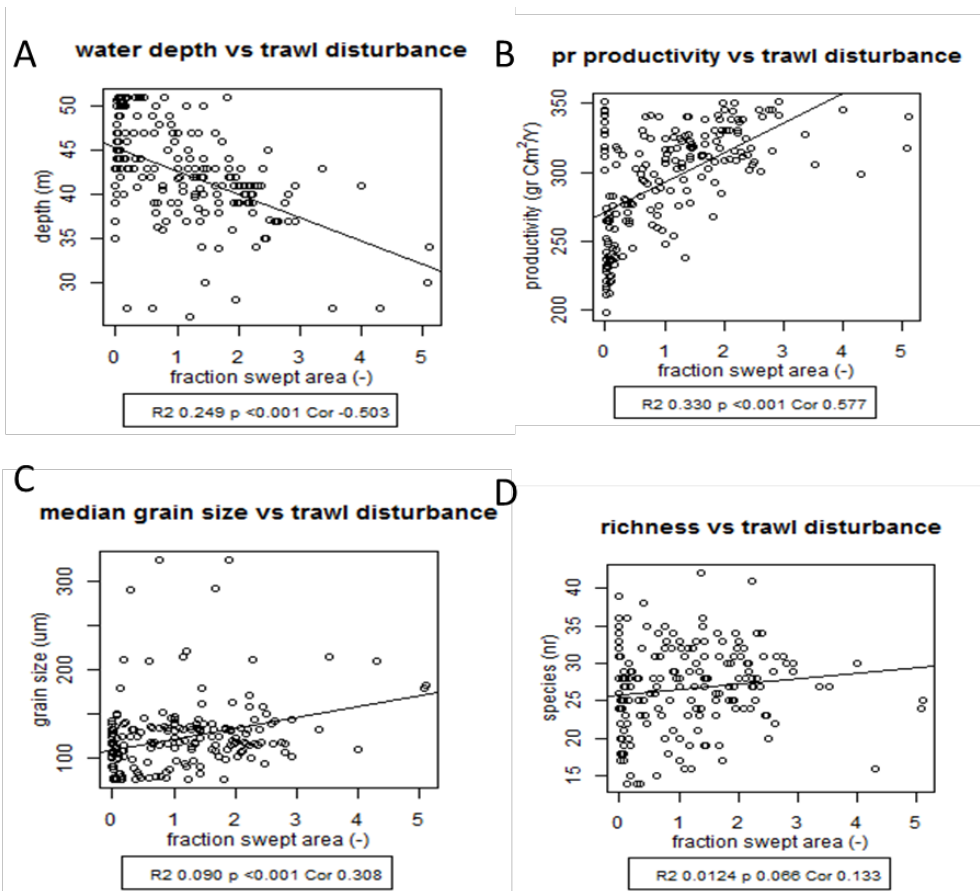 A
water depth vs trawl disturbance
depth (m)
50
45
40
35
30
0 1 2 3 4 5
fraction swept area (-)
R2 0.249 p <0.001 Cor -0.503
B
pr productivity vs trawl disturbance
productivity (gr C/m²/Y)
350
300
250
200
0 1 2 3 4 5
fraction swept area (-)
R2 0.330 p <0.001 Cor 0.577
C
median grain size vs trawl disturbance
grain size (um)
300
200
100
0 1 2 3 4 5
fraction swept area (-)
R2 0.090 p <0.001 Cor 0.308
D
richness vs trawl disturbance
species (nr)
40
35
30
25
20
15
0 1 2 3 4 5
fraction swept area (-)
R2 0.0124 p 0.066 Cor 0.133